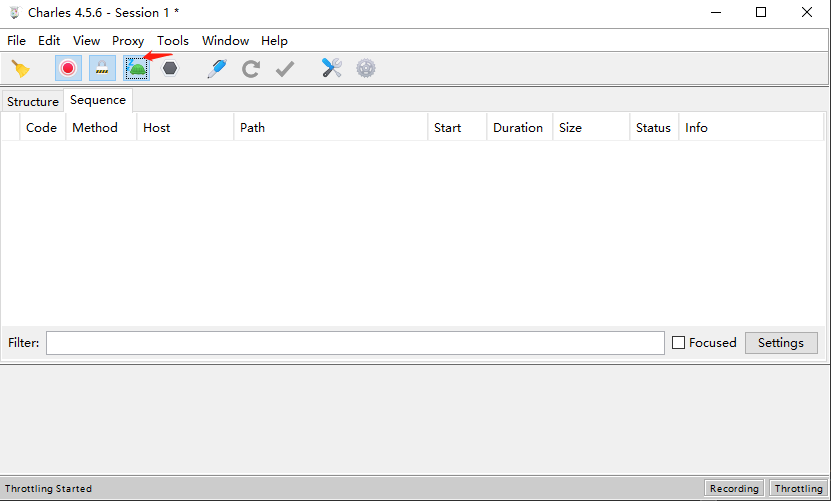 Charles 4.5.6 - Session 1 *
File Edit View Proxy Tools Window Help
Structure Sequence
Code Method Host Path Start Duration Size Status Info
Filter: Focused Settings
Throttling Started Recording Throttling